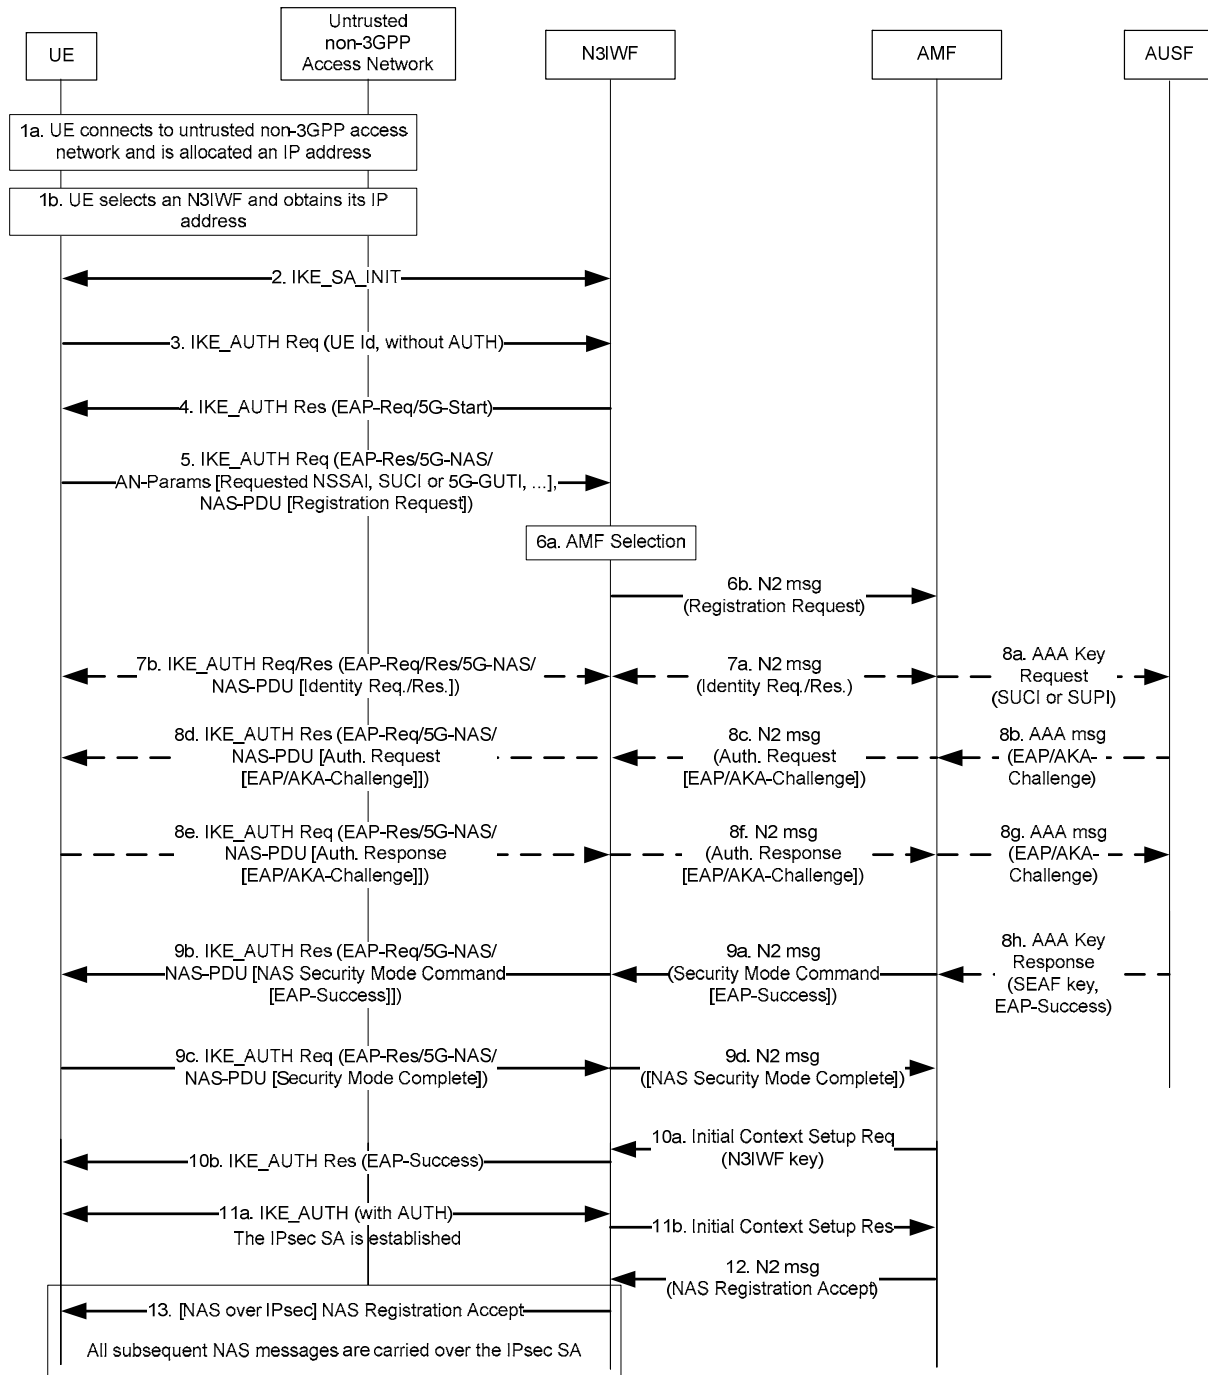 UE
Untrusted
non-3GPP
Access Network
N3IWF
AMF
AUSF
1a. UE connects to untrusted non-3GPP access
network and is allocated an IP address
1b. UE selects an N3IWF and obtains its IP
address
2. IKE_SA_INIT
3. IKE_AUTH Req (UE Id, without AUTH)
4. IKE_AUTH Res (EAP-Req/5G-Start)
5. IKE_AUTH Req (EAP-Res/5G-NAS/
AN-Params [Requested NSSAI, SUCI or 5G-GUTI, ...],
NAS-PDU [Registration Request])
6a. AMF Selection
6b. N2 msg
(Registration Request)
7b. IKE_AUTH Req/Res (EAP-Req/Res/5G-NAS/
NAS-PDU [Identity Req./Res.])
7a. N2 msg
(Identity Req./Res.)
8a. AAA Key
Request
(SUCI or SUPI)
8d. IKE_AUTH Res (EAP-Req/5G-NAS/
NAS-PDU [Auth. Request
[EAP/AKA-Challenge]])
8c. N2 msg
(Auth. Request
[EAP/AKA-Challenge])
8b. AAA msg
(EAP/AKA-
Challenge)
8e. IKE_AUTH Req (EAP-Res/5G-NAS/
NAS-PDU [Auth. Response
[EAP/AKA-Challenge]])
8f. N2 msg
(Auth. Response
[EAP/AKA-Challenge])
8g. AAA msg
(EAP/AKA-
Challenge)
9b. IKE_AUTH Res (EAP-Req/5G-NAS/
NAS-PDU [NAS Security Mode Command
[EAP-Success]])
9a. N2 msg
(Security Mode Command
[EAP-Success])
8h. AAA Key
Response
(SEAF key,
EAP-Success)
9c. IKE_AUTH Req (EAP-Res/5G-NAS/
NAS-PDU [Security Mode Complete])
9d. N2 msg
([NAS Security Mode Complete])
10a. Initial Context Setup Req
(N3IWF key)
10b. IKE_AUTH Res (EAP-Success)
11a. IKE_AUTH (with AUTH)
The IPsec SA is established
11b. Initial Context Setup Res
12. N2 msg
(NAS Registration Accept)
13. [NAS over IPsec] NAS Registration Accept
All subsequent NAS messages are carried over the IPsec SA